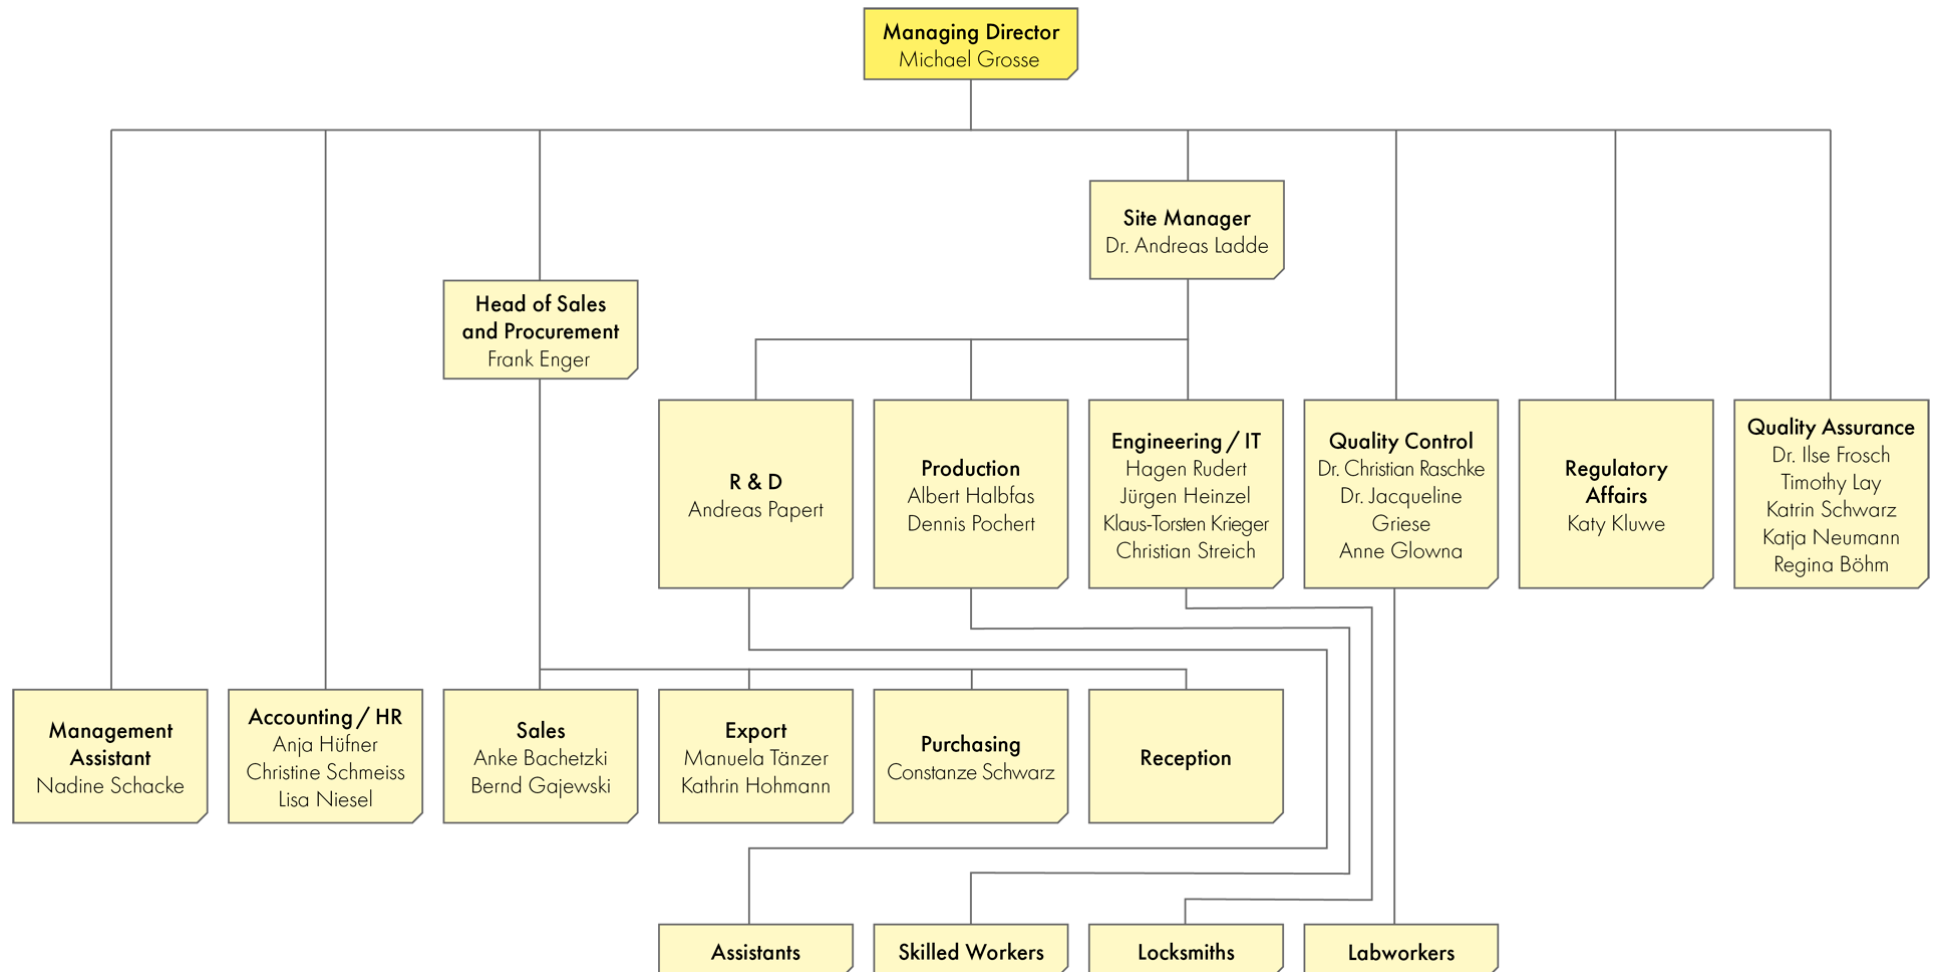 Managing Director
Michael Grosse
Site Manager
Dr. Andreas Ladde
Head of Sales
and Procurement
Frank Enger
R & D
Andreas Papert
Production
Albert Halbfas
Dennis Pochert
Engineering / IT
Hagen Rudert
Jürgen Heinzel
Klaus-Torsten Krieger
Christian Streich
Quality Control
Dr. Christian Raschke
Dr. Jacqueline
Griese
Anne Glowna
Regulatory
Affairs
Katy Kluwe
Quality Assurance
Dr. Ilse Frosch
Timothy Lay
Katrin Schwarz
Katja Neumann
Regina Böhm
Management
Assistant
Nadine Schacke
Accounting / HR
Anja Hüfner
Christine Schmeiss
Lisa Niesel
Sales
Anke Bachetzki
Bernd Gajewski
Export
Manuela Tänzer
Kathrin Hohmann
Purchasing
Constanze Schwarz
Reception
Assistants
Skilled Workers
Locksmiths
Labworkers